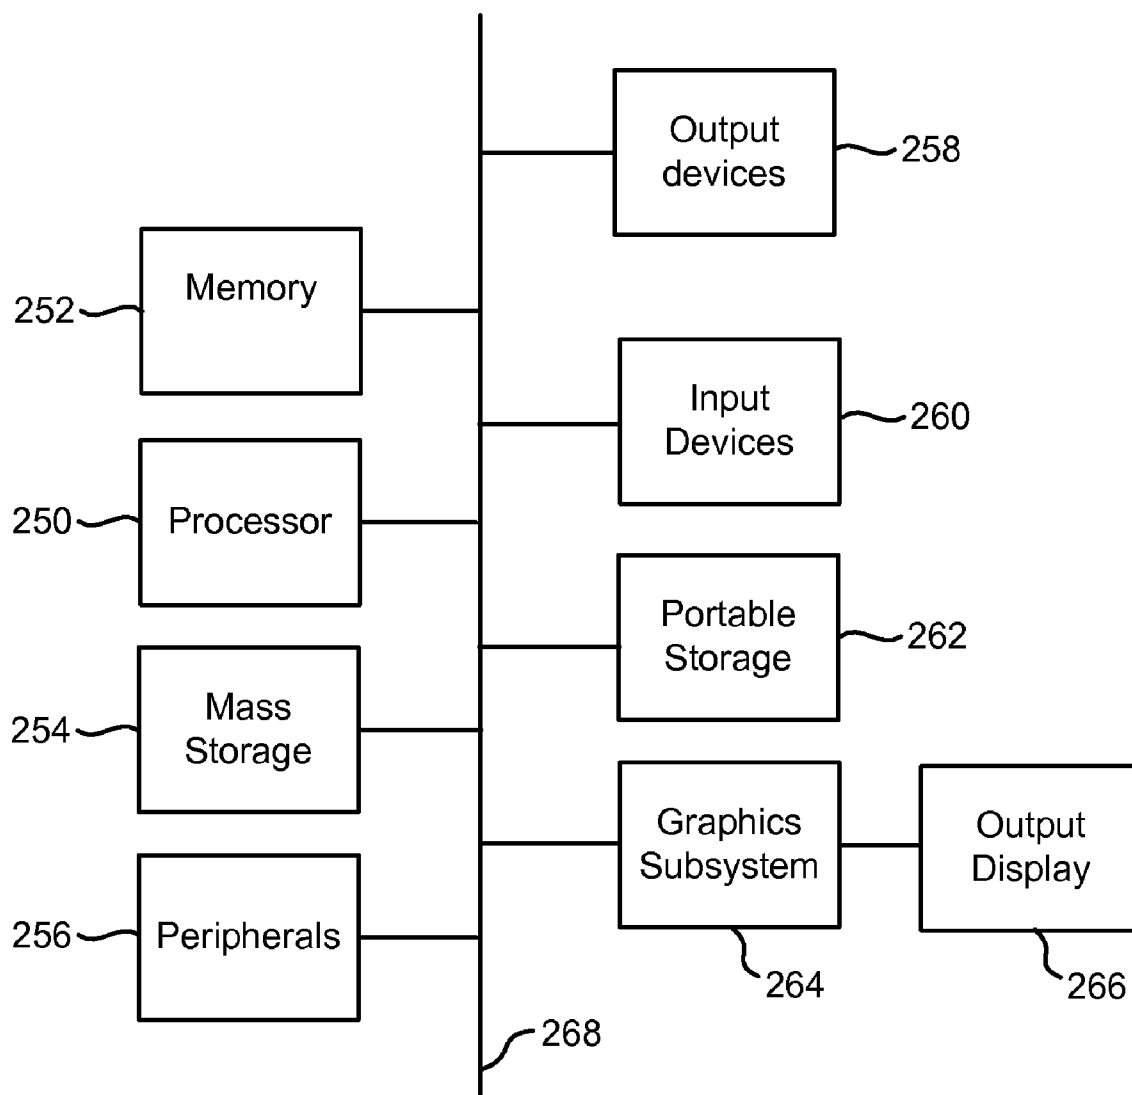 Output
devices
258
Memory
252
Input
Devices
260
Processor
250
Portable
Storage
262
Mass
Storage
254
Graphics
Subsystem
264
Output
Display
266
Peripherals
256
268